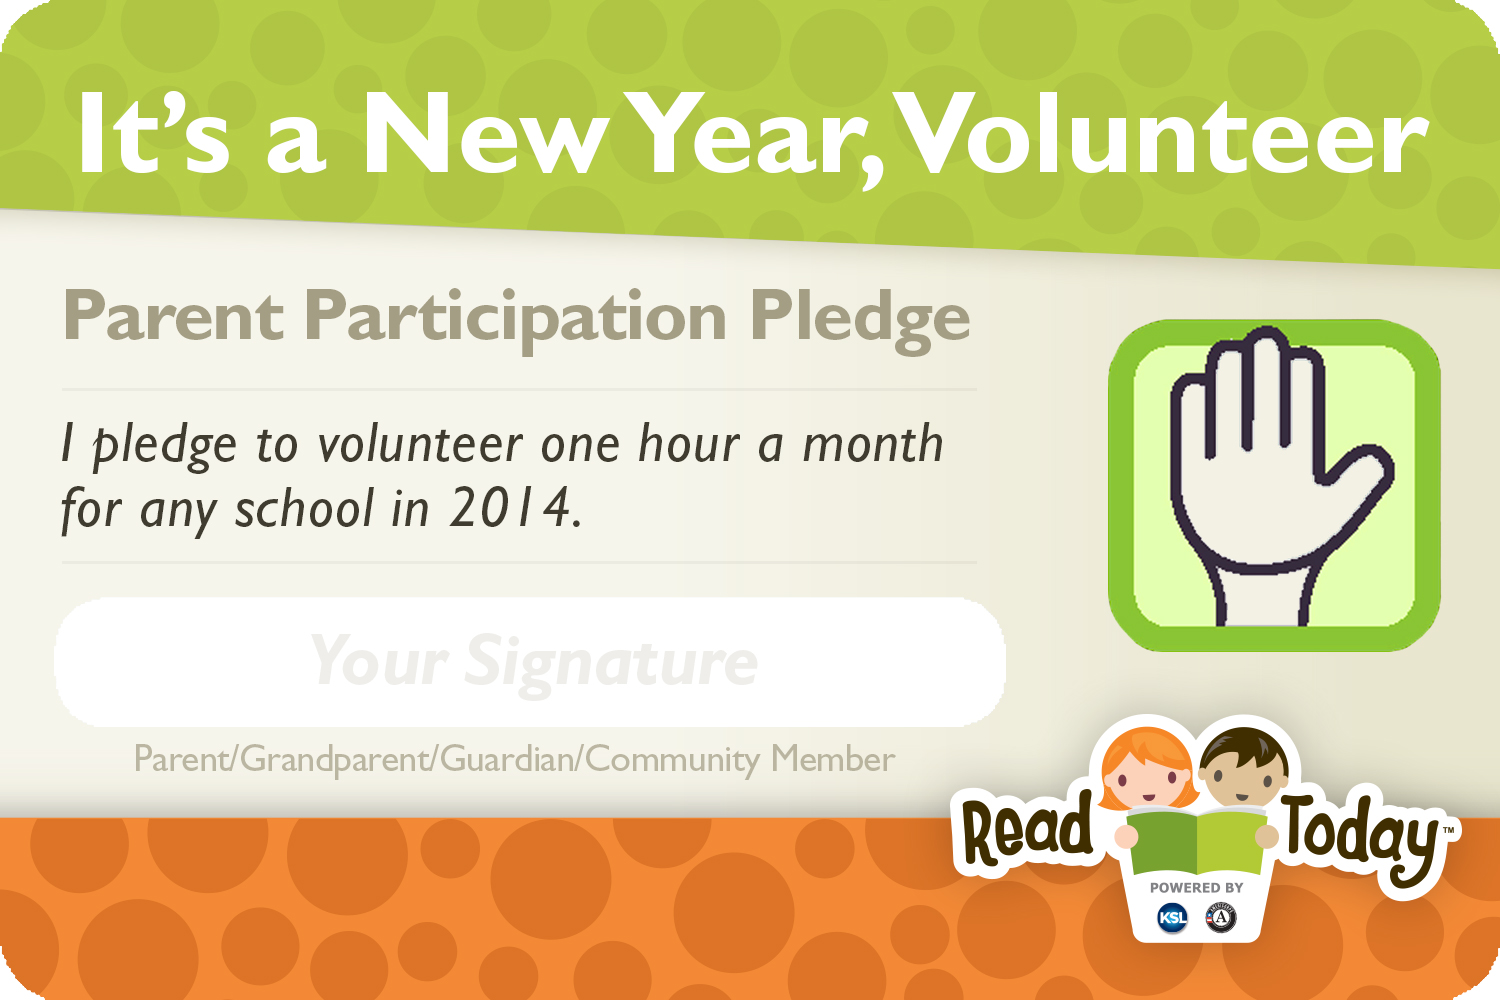 It's a New Year, Volunteer
Parent Participation Pledge
I pledge to volunteer one hour a month
for any school in 2014.
Your Signature
Parent/Grandparent/Guardian/Community Member
Read Today™
POWERED BY
KSL A